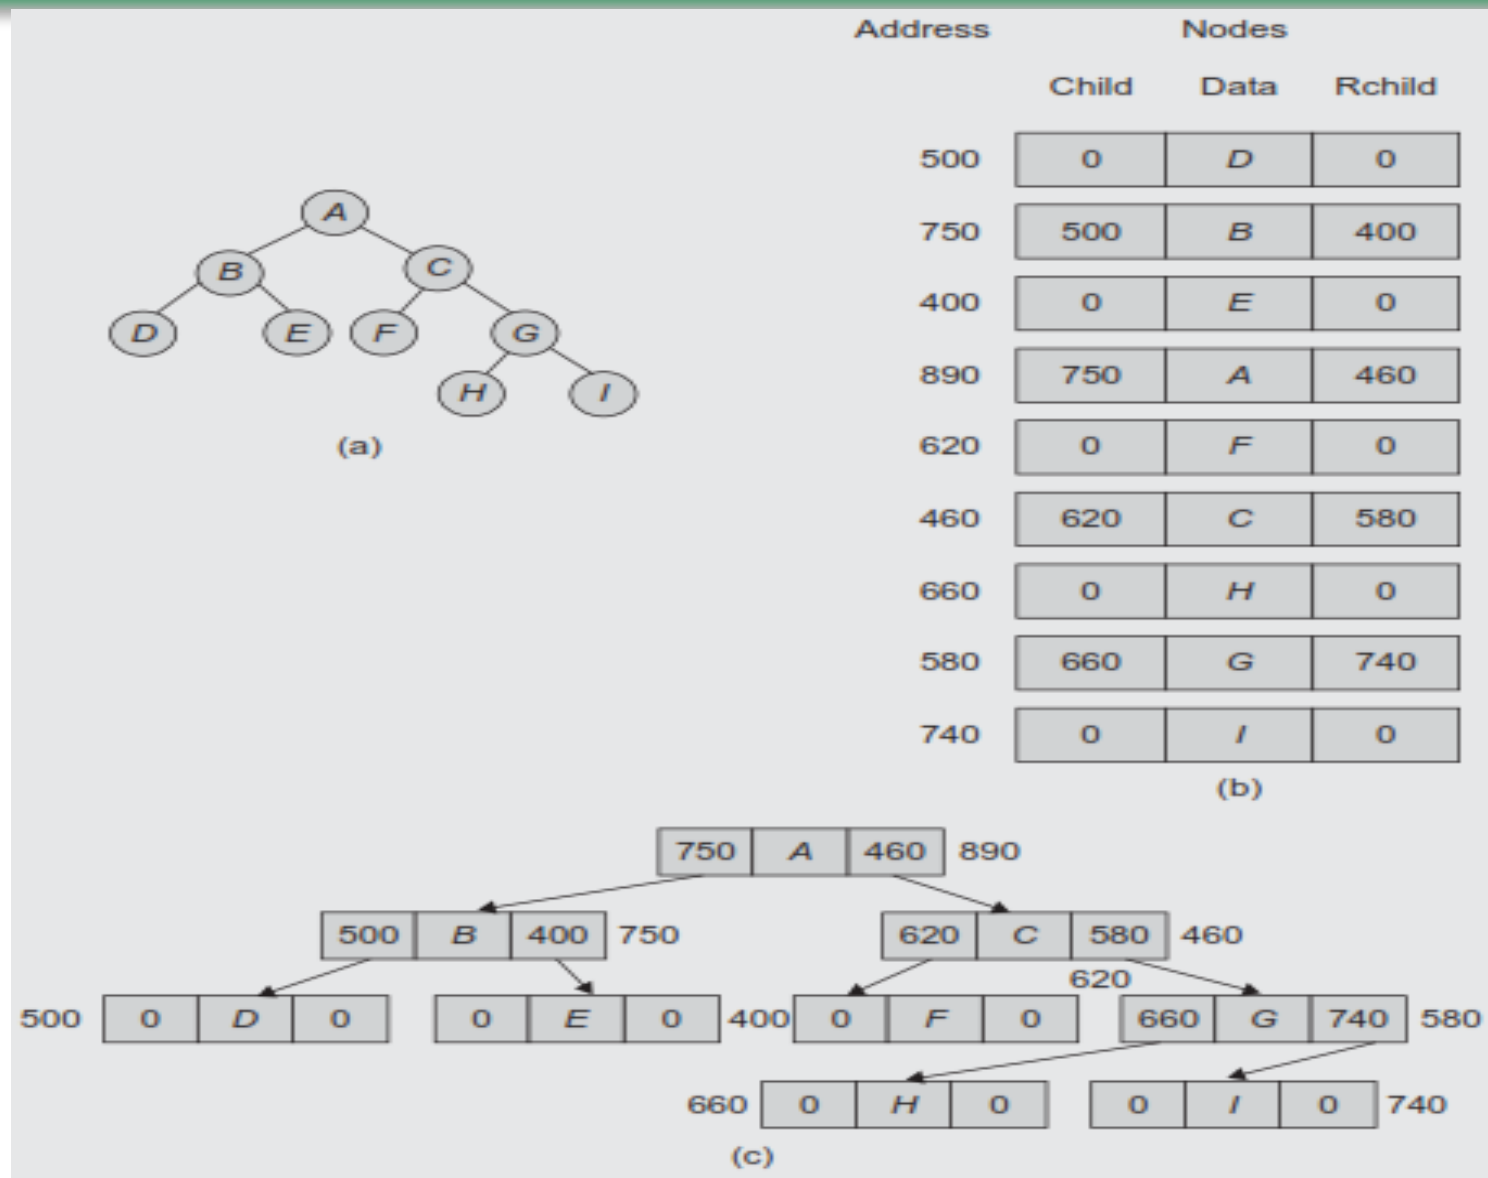 Address Nodes
Child Data Rchild
500 0 D 0
750 500 B 400
400 0 E 0
890 750 A 460
620 0 F 0
460 620 C 580
660 0 H 0
580 660 G 740
740 0 I 0
(b)
A
B C
D E F G
H I
(a)
750 A 460 890
500 B 400 750 620 C 580 460
620
500 0 D 0 0 E 0 400 0 F 0 660 G 740 580
660 0 H 0 0 I 0 740
(c)